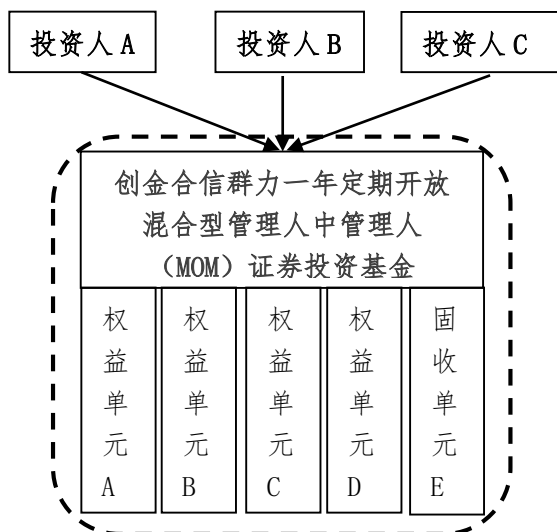 投资人 A
投资人 B
投资人 C
创金合信群力一年定期开放
混合型管理人中管理人
（MOM）证券投资基金
权益单元 A
权益单元 B
权益单元 C
权益单元 D
固收单元 E